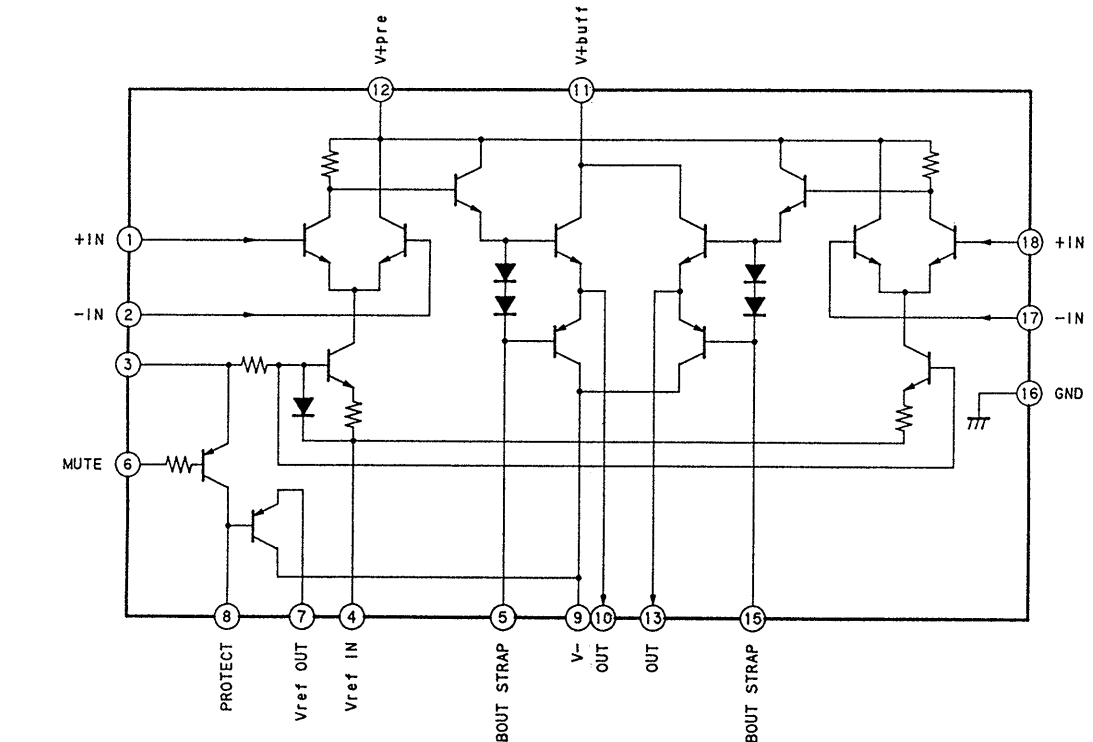 V+pre
V+buff
12
11
+IN 1
18 +IN
-IN 2
17 -IN
3
16 GND
MUTE 6
8
7
4
5
9
10
13
15
PROTECT
Vref OUT
Vref IN
BOUT STRAP
V-
OUT
OUT
BOUT STRAP